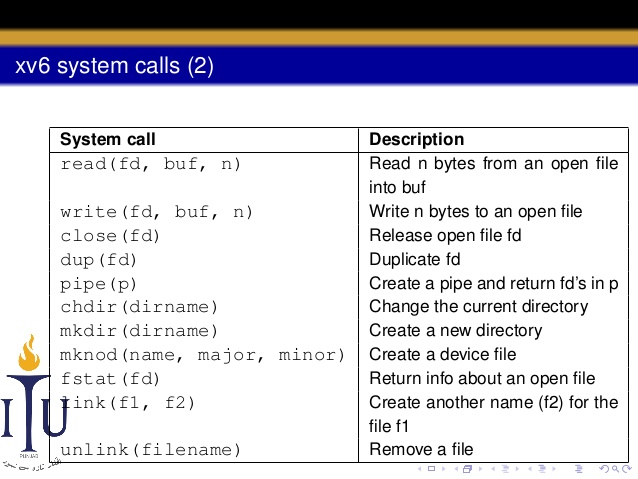 xv6 system calls (2)
System call Description
read(fd, buf, n) Read n bytes from an open file
into buf
write(fd, buf, n) Write n bytes to an open file
close(fd) Release open file fd
dup(fd) Duplicate fd
pipe(p) Create a pipe and return fd's in p
chdir(dirname) Change the current directory
mkdir(dirname) Create a new directory
mknod(name, major, minor) Create a device file
fstat(fd) Return info about an open file
link(f1, f2) Create another name (f2) for the
file f1
unlink(filename) Remove a file
ITU
PUNJAB